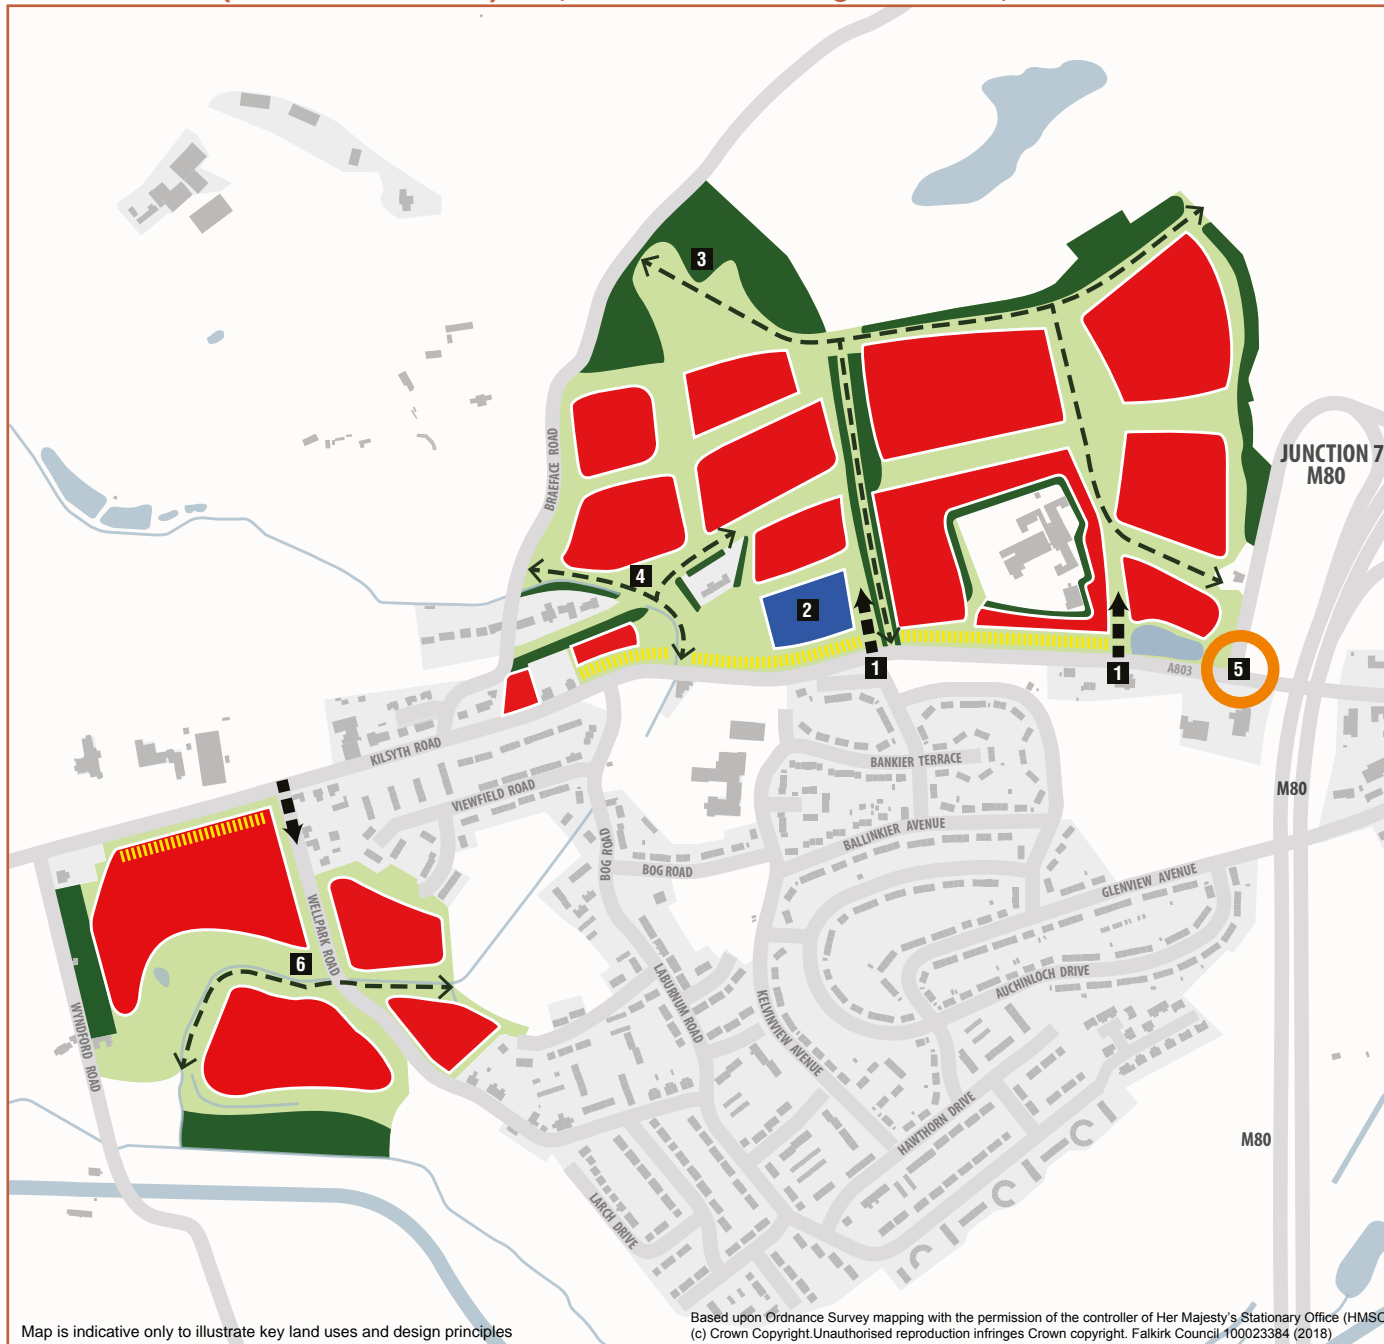 3
JUNCTION 7
M80
BRAEFACE ROAD
4
2
1
1
A803
5
KILSYTH ROAD
BANKIER TERRACE
M80
VIEWFIELD ROAD
BALLINKIER AVENUE
BOG ROAD
BOG ROAD
GLENVIEW AVENUE
WELLPARK ROAD
6
LABURNUM ROAD
AUCHINLOCH DRIVE
KELVINVIEW AVENUE
WYNDFORD ROAD
HAWTHORN DRIVE
M80
LARCH DRIVE
Map is indicative only to illustrate key land uses and design principles
Based upon Ordnance Survey mapping with the permission of the controller of Her Majesty's Stationary Office (HMSO
(c) Crown Copyright.Unauthorised reproduction infringes Crown copyright. Falkirk Council 100023384 (2018)